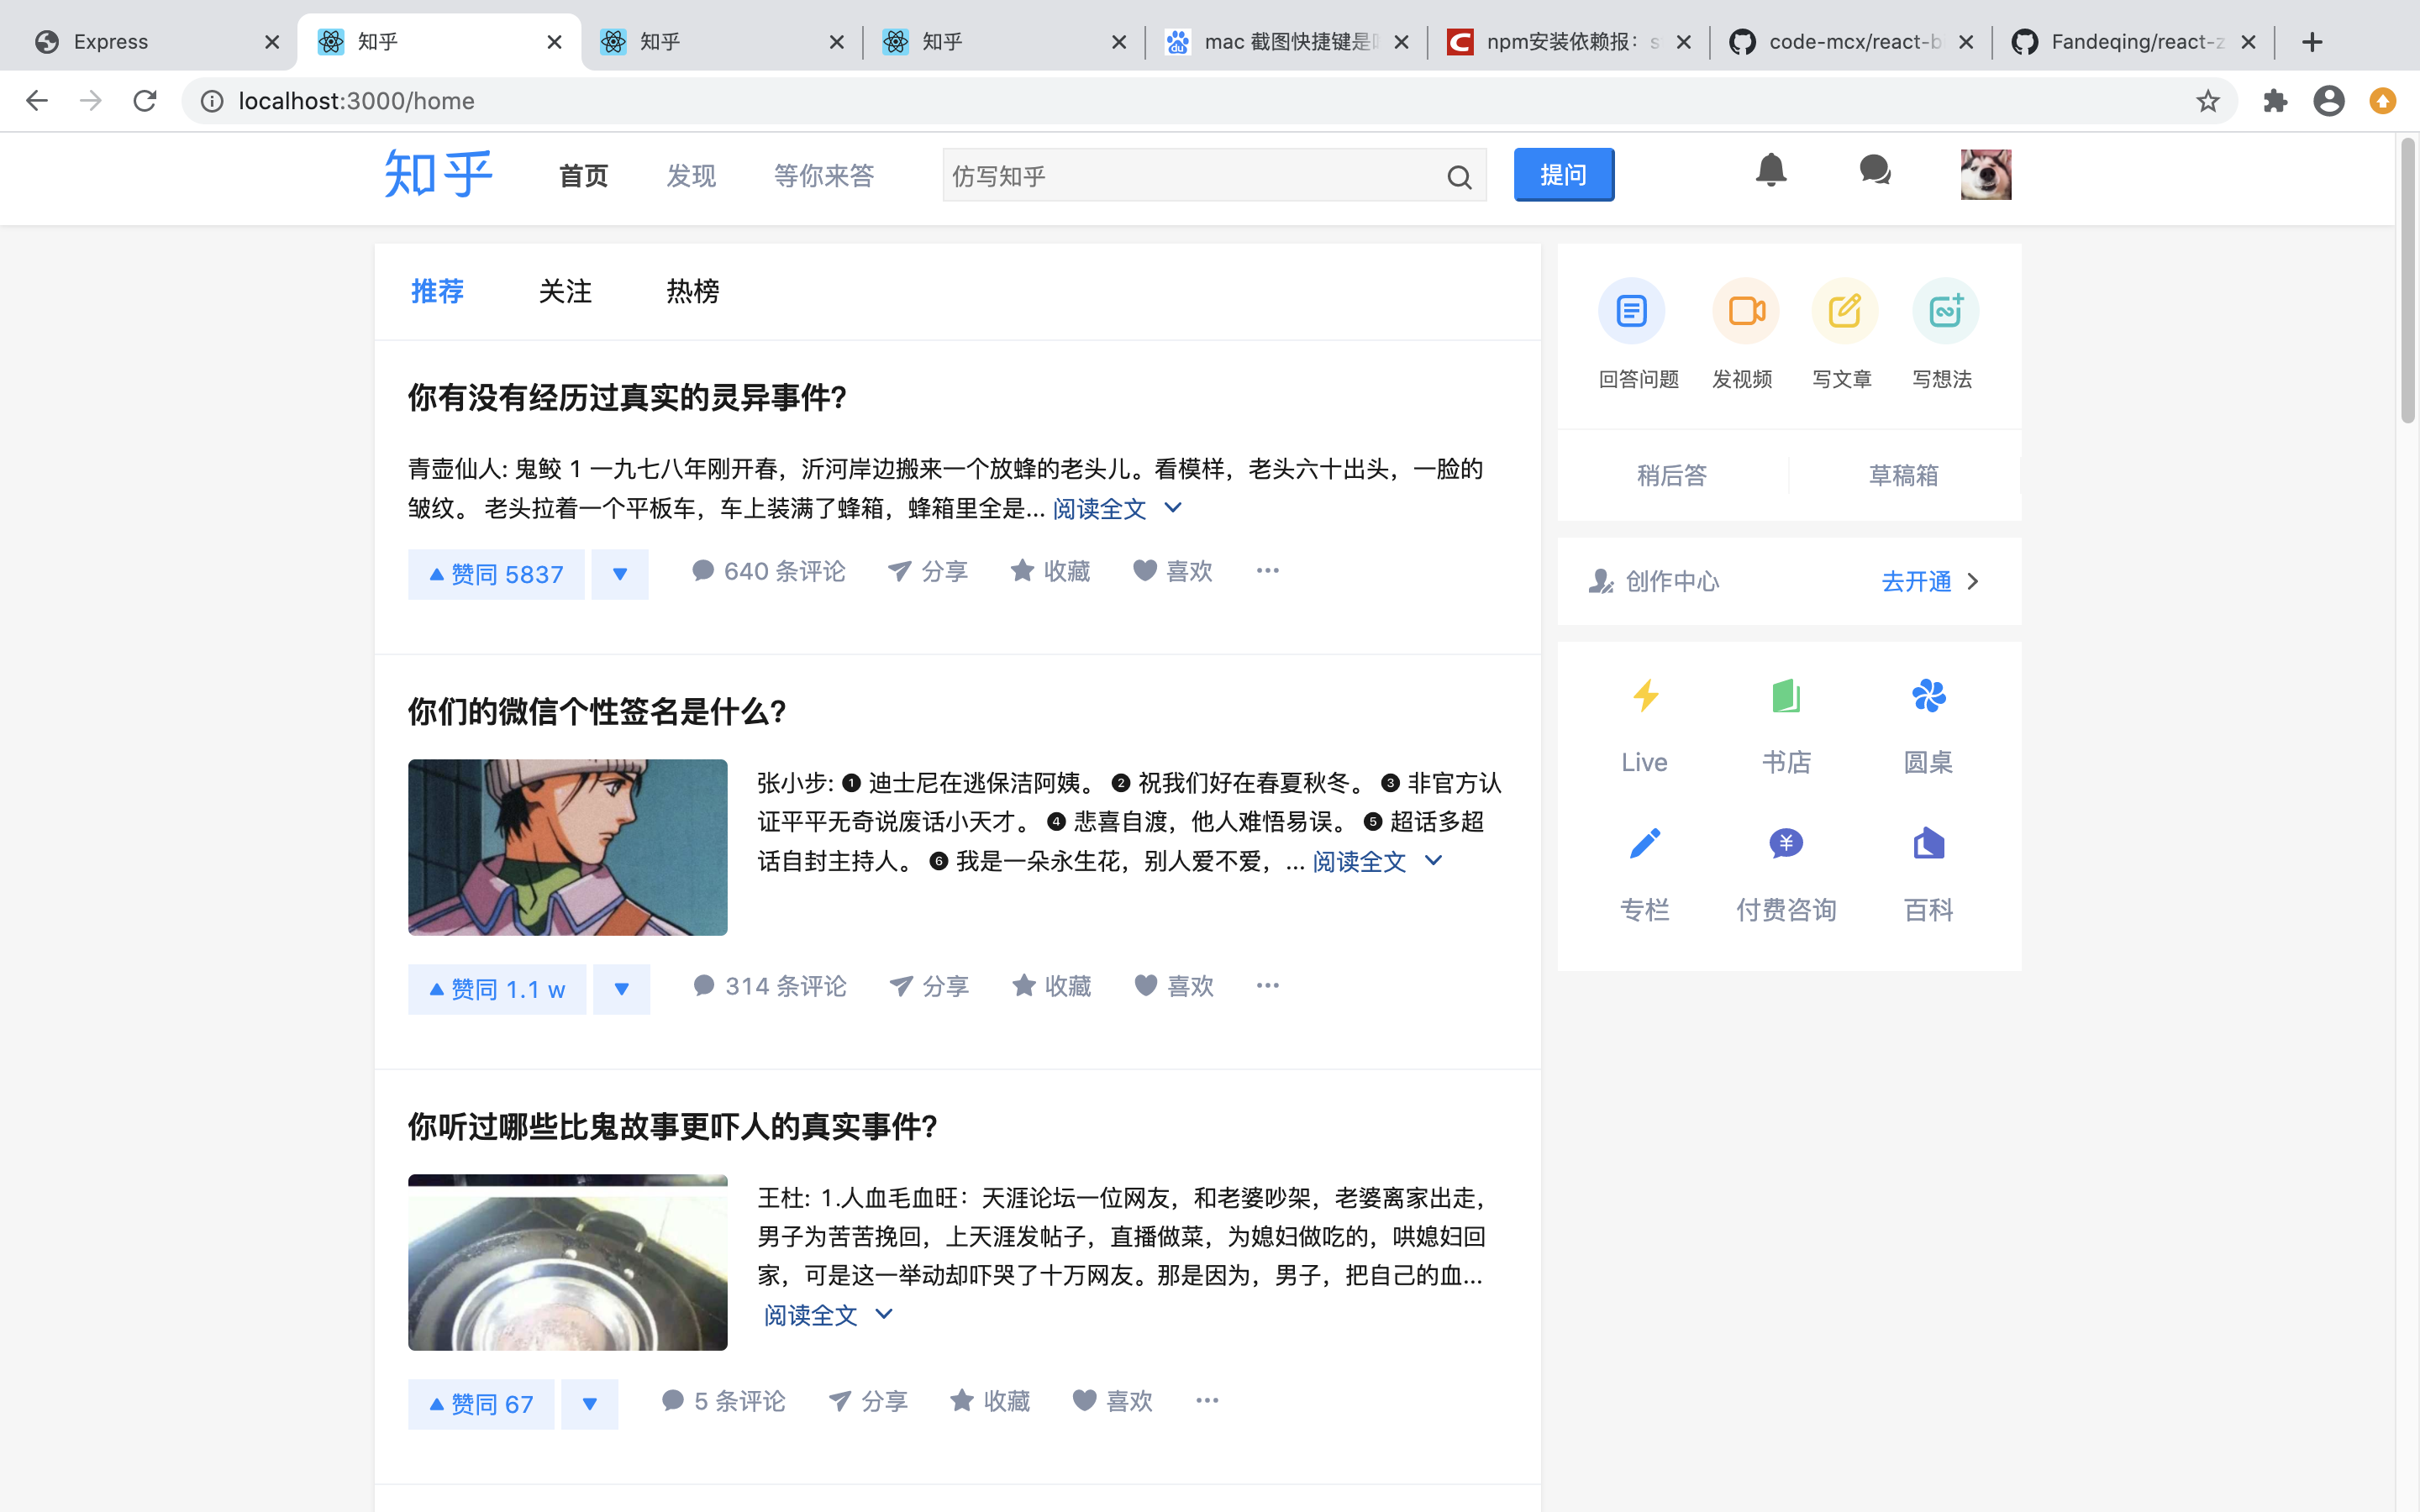 Express
知乎
知乎
知乎
mac 截图快捷键是
npm安装依赖报：s
code-mcx/react-b
Fandeqing/react-z
localhost:3000/home
知乎
首页
发现
等你来答
仿写知乎
提问
推荐
关注
热榜
你有没有经历过真实的灵异事件?
青壶仙人: 鬼鲛 1 一九七八年刚开春，沂河岸边搬来一个放蜂的老头儿。看模样，老头六十出头，一脸的
皱纹。 老头拉着一个平板车，车上装满了蜂箱，蜂箱里全是... 阅读全文
赞同 5837
640 条评论
分享
收藏
喜欢
你们的微信个性签名是什么?
张小步: ❶ 迪士尼在逃保洁阿姨。 ❷ 祝我们好在春夏秋冬。 ❸ 非官方认
证平平无奇说废话小天才。 ❹ 悲喜自渡，他人难悟易误。 ❺ 超话多超
话自封主持人。 ❻ 我是一朵永生花，别人爱不爱，... 阅读全文
赞同 1.1 w
314 条评论
分享
收藏
喜欢
你听过哪些比鬼故事更吓人的真实事件?
王杜: 1.人血毛血旺：天涯论坛一位网友，和老婆吵架，老婆离家出走，
男子为苦苦挽回，上天涯发帖子，直播做菜，为媳妇做吃的，哄媳妇回
家，可是这一举动却吓哭了十万网友。那是因为，男子，把自己的血...
阅读全文
赞同 67
5 条评论
分享
收藏
喜欢
回答问题
发视频
写文章
写想法
稍后答
草稿箱
创作中心
去开通
Live
书店
圆桌
专栏
付费咨询
百科